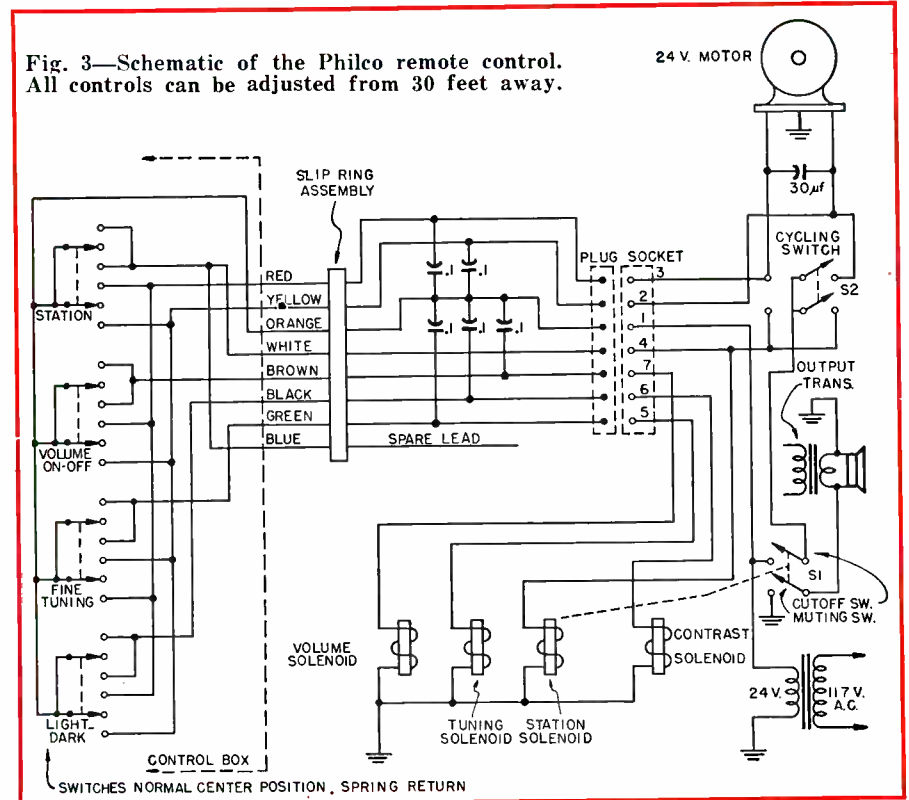 Fig. 3—Schematic of the Philco remote control.
All controls can be adjusted from 30 feet away.
24 V. MOTOR
30µf
SLIP RING
ASSEMBLY
CYCLING
SWITCH
S2
PLUG SOCKET
3
2
1
4
7
6
5
.1
.1
.1
.1
.1
RED
YELLOW
ORANGE
WHITE
BROWN
BLACK
GREEN
BLUE
SPARE LEAD
STATION
VOLUME
ON-OFF
FINE
TUNING
LIGHT-
DARK
OUTPUT
TRANS.
S1
CUTOFF SW.
MUTING SW.
VOLUME
SOLENOID
CONTRAST
SOLENOID
TUNING
SOLENOID
STATION
SOLENOID
24V.
117V.
A.C.
CONTROL BOX
SWITCHES NORMAL CENTER POSITION, SPRING RETURN